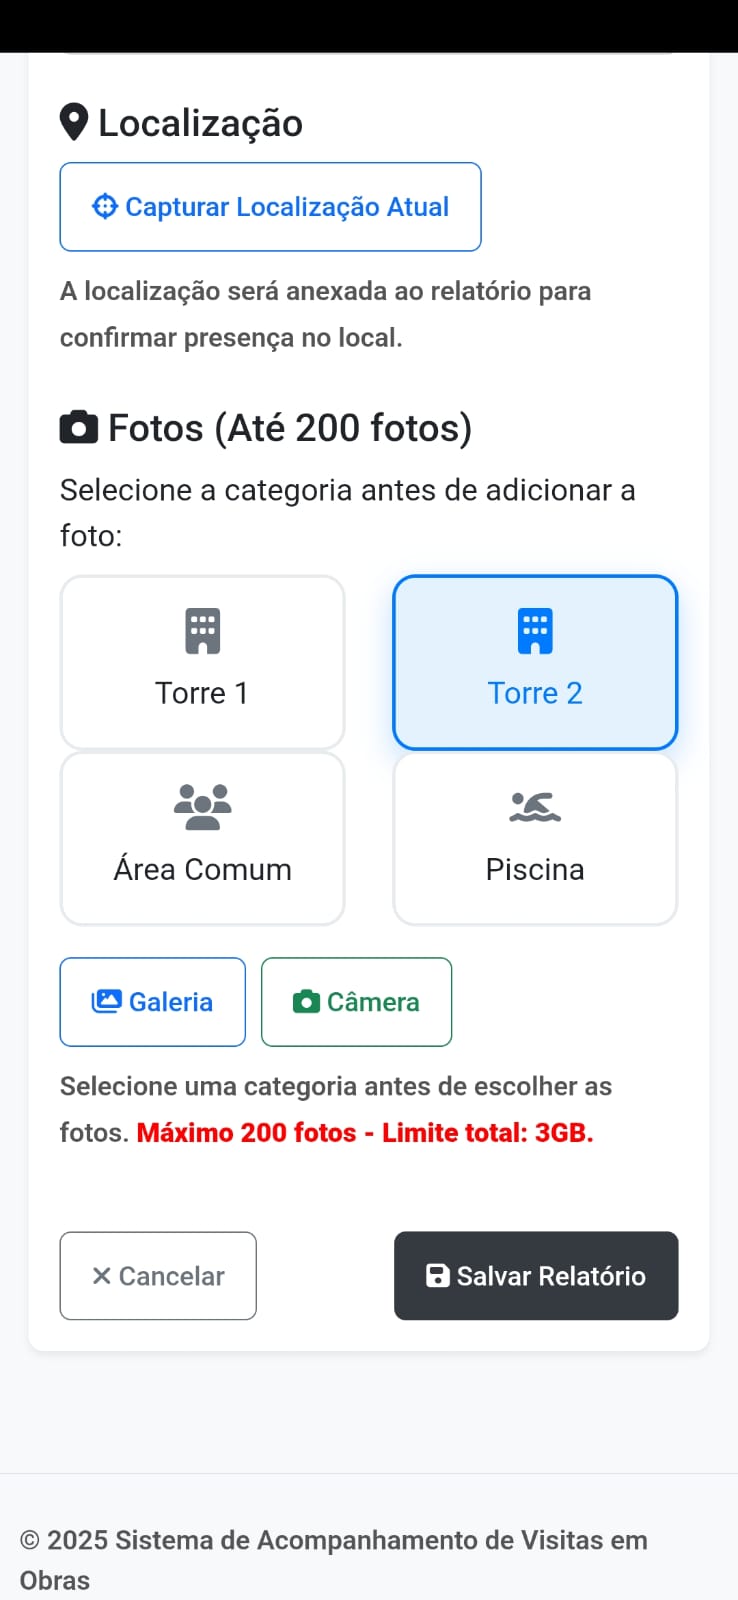 Localização
Capturar Localização Atual
A localização será anexada ao relatório para
confirmar presença no local.
Fotos (Até 200 fotos)
Selecione a categoria antes de adicionar a
foto:
Torre 1
Torre 2
Área Comum
Piscina
Galeria
Câmera
Selecione uma categoria antes de escolher as
fotos. Máximo 200 fotos - Limite total: 3GB.
Cancelar
Salvar Relatório
© 2025 Sistema de Acompanhamento de Visitas em
Obras